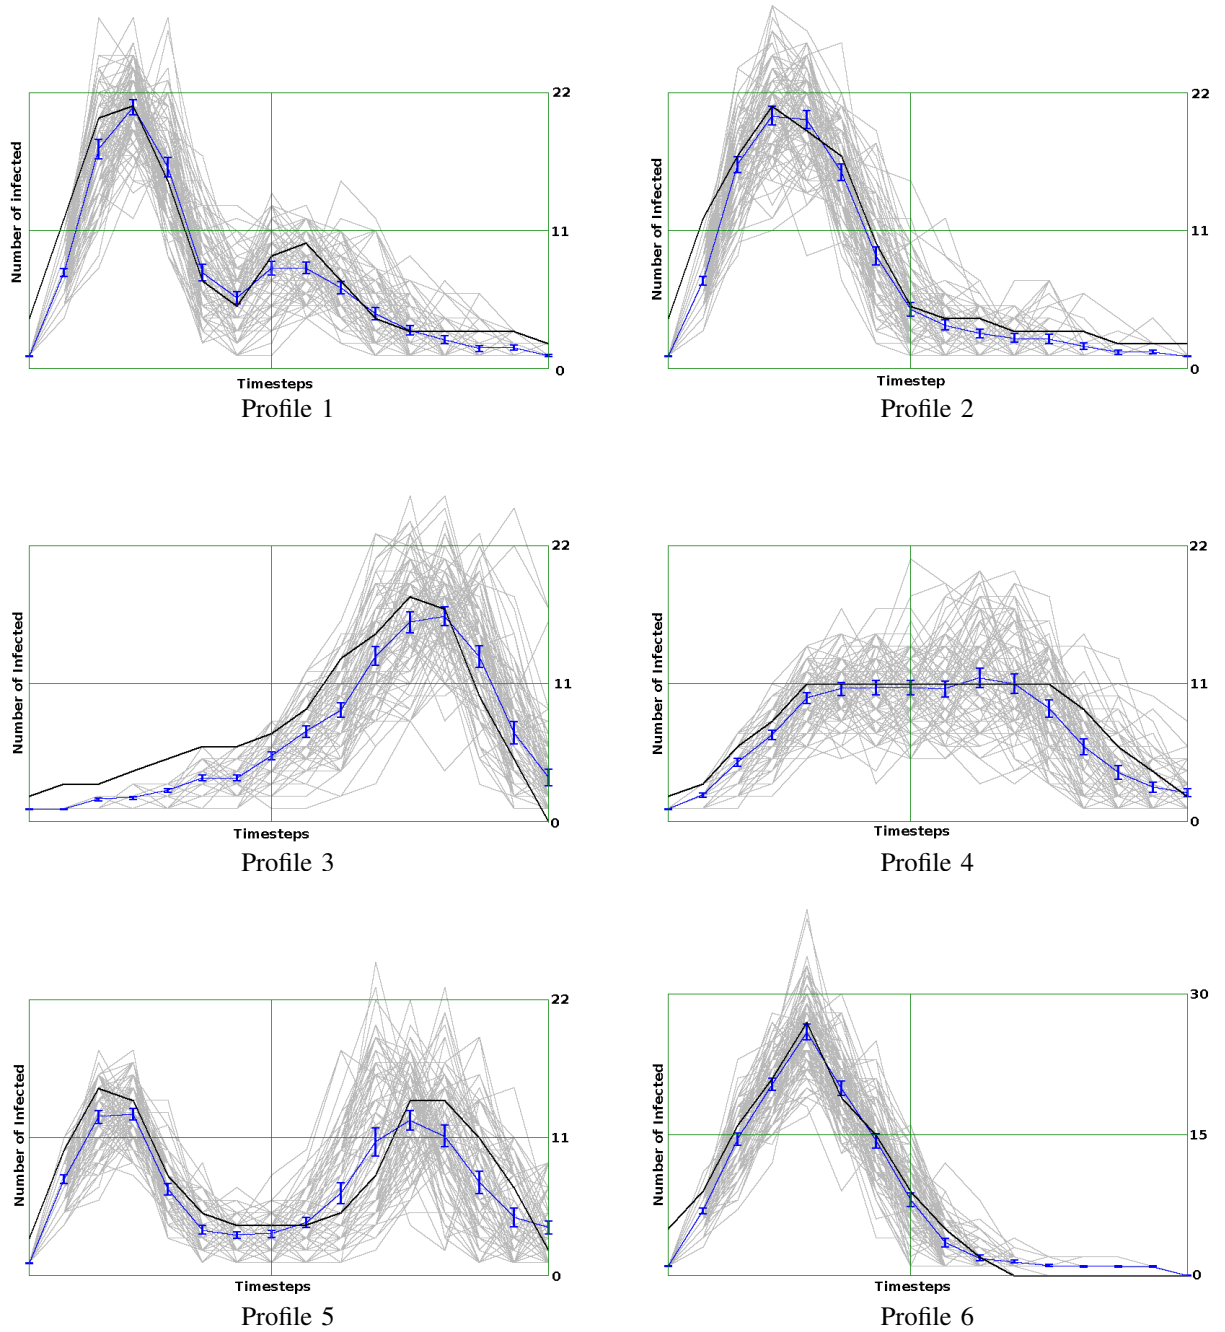 Number of infected
22
11
0
Timesteps
Profile 1
Number of Infected
22
11
0
Timestep
Profile 2
Number of Infected
22
11
0
Timesteps
Profile 3
Number of Infected
22
11
0
Timesteps
Profile 4
Number of Infected
22
11
0
Timesteps
Profile 5
Number of Infected
30
15
0
Timesteps
Profile 6